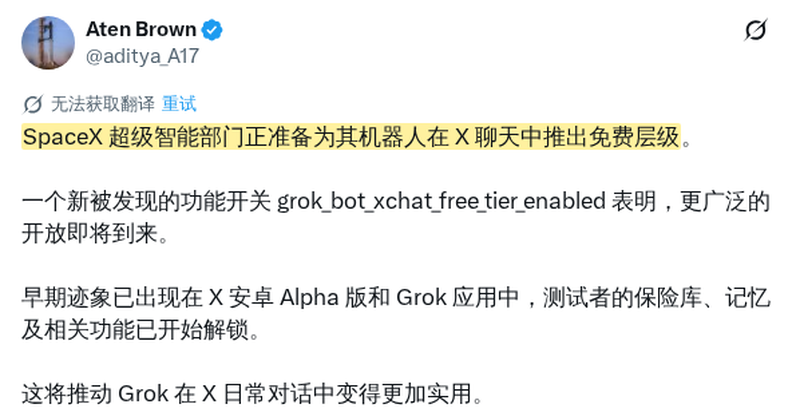 Aten Brown
@aditya_A17
无法获取翻译 重试
SpaceX 超级智能部门正准备为其机器人在 X 聊天中推出免费层级。
一个新被发现的功能开关 grok_bot_xchat_free_tier_enabled 表明，更广泛的
开放即将到来。
早期迹象已出现在 X 安卓 Alpha 版和 Grok 应用中，测试者的保险库、记忆
及相关功能已开始解锁。
这将推动 Grok 在 X 日常对话中变得更加实用。